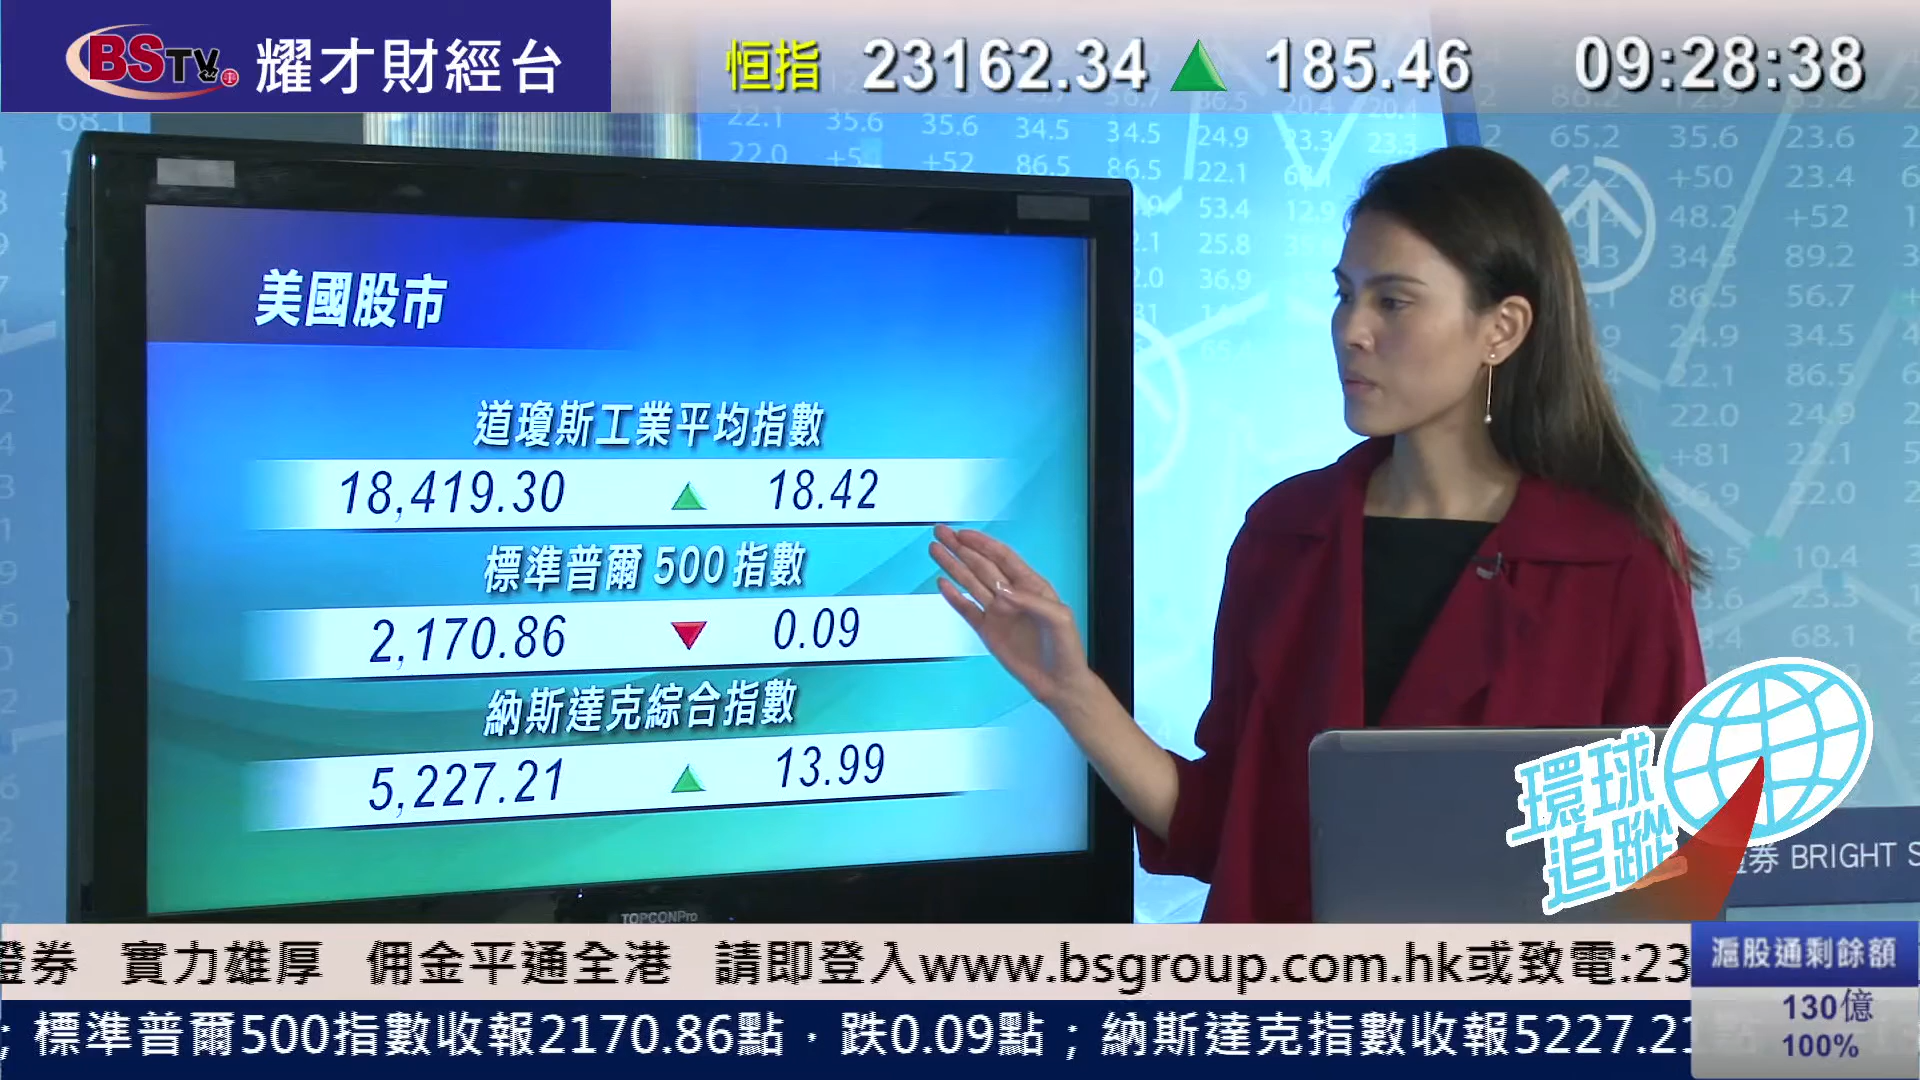 BSTV 耀才財經台
恒指 23162.34 ▲ 185.46 09:28:38
美國股市
道瓊斯工業平均指數
18,419.30 ▲ 18.42
標準普爾 500 指數
2,170.86 ▼ 0.09
納斯達克綜合指數
5,227.21 ▲ 13.99
TOPCONPro
環球
追蹤
證券 BRIGHT S
證券 實力雄厚 佣金平通全港 請即登入www.bsgroup.com.hk或致電:23
滬股通剩餘額
130億
100%
; 標準普爾500指數收報2170.86點，跌0.09點；納斯達克指數收報5227.21